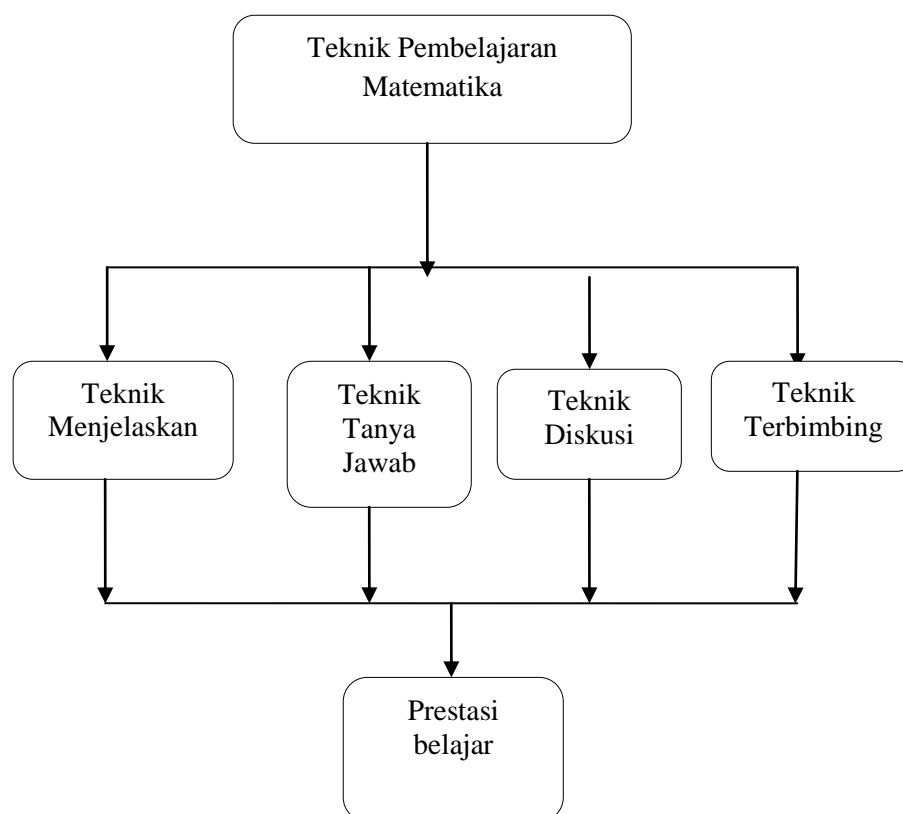 Teknik Pembelajaran
Matematika
Teknik
Menjelaskan
Teknik
Tanya
Jawab
Teknik
Diskusi
Teknik
Terbimbing
Prestasi
belajar